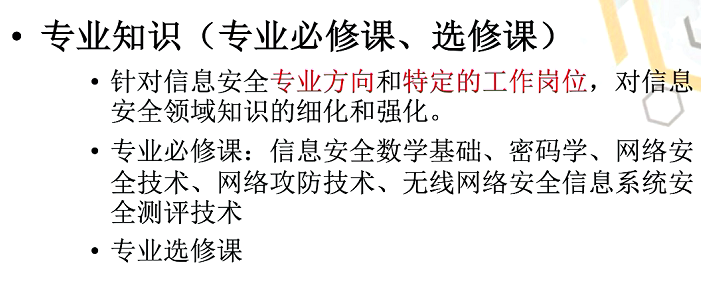 • 专业知识（专业必修课、选修课）
• 针对信息安全专业方向和特定的工作岗位，对信息
安全领域知识的细化和强化。
• 专业必修课：信息安全数学基础、密码学、网络安
全技术、网络攻防技术、无线网络安全信息系统安
全测评技术
• 专业选修课